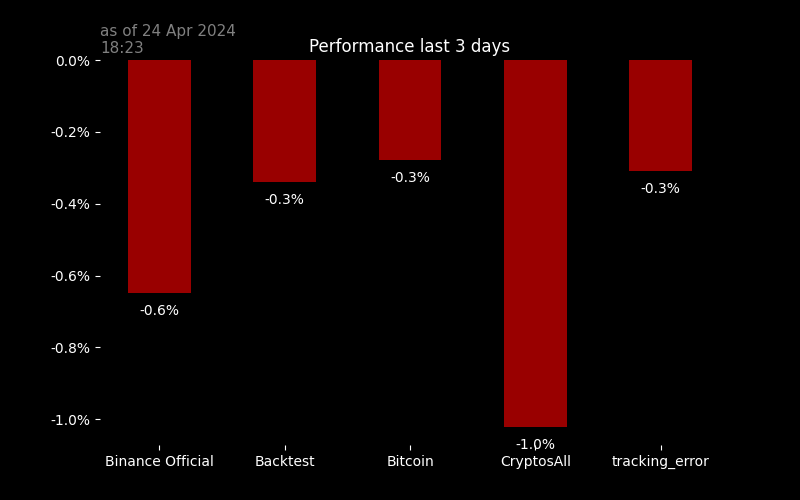 as of 24 Apr 2024
18:23
Performance last 3 days
0.0%
-0.2%
-0.4%
-0.6%
-0.8%
-1.0%
-0.6%
-0.3%
-0.3%
-1.0%
-0.3%
Binance Official
Backtest
Bitcoin
CryptosAll
tracking_error